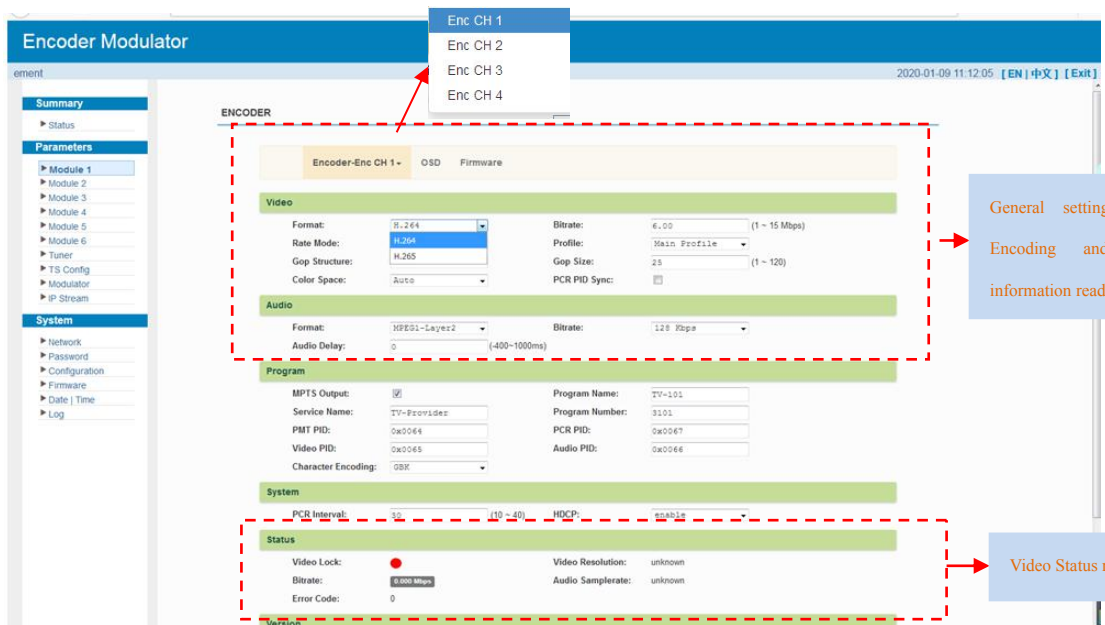 Enc CH 1
Enc CH 2
Enc CH 3
Enc CH 4
Encoder Modulator
ement
2020-01-09 11:12:05 [ EN | 中文 ] [ Exit ]
Summary
Status
Parameters
Module 1
Module 2
Module 3
Module 4
Module 5
Module 6
Tuner
TS Config
Modulator
IP Stream
System
Network
Password
Configuration
Firmware
Date | Time
Log
ENCODER
Encoder-Enc CH 1 OSD Firmware
Video
Format: H.264 Bitrate: 6.00 (1 ~ 15 Mbps)
H.264
H.265
Rate Mode: Profile: Main Profile
Gop Structure: Gop Size: 25 (1 ~ 120)
Color Space: Auto PCR PID Sync:
Audio
Format: MPEG1-Layer2 Bitrate: 128 Kbps
Audio Delay: 0 (-400~1000ms)
Program
MPTS Output: Program Name: TV-101
Service Name: TV-Provider Program Number: 3101
PMT PID: 0x0064 PCR PID: 0x0067
Video PID: 0x0065 Audio PID: 0x0066
Character Encoding: GBK
System
PCR Interval: 30 (10 ~ 40) HDCP: enable
Status
Video Lock: Video Resolution: unknown
Bitrate: 0.000 Mbps Audio Samplerate: unknown
Error Code: 0
Version
General setting
Encoding and
information read
Video Status